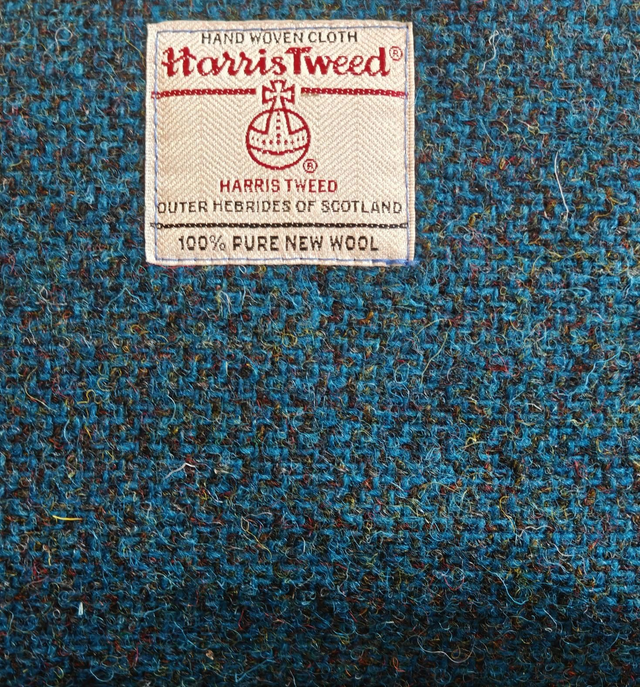 HAND WOVEN CLOTH
Harris Tweed®
®
HARRIS TWEED
OUTER HEBRIDES OF SCOTLAND
100% PURE NEW WOOL